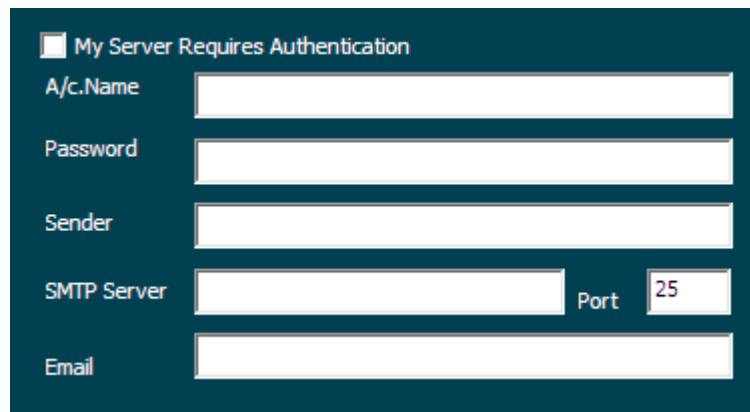 My Server Requires Authentication
A/c.Name
Password
Sender
SMTP Server Port 25
Email